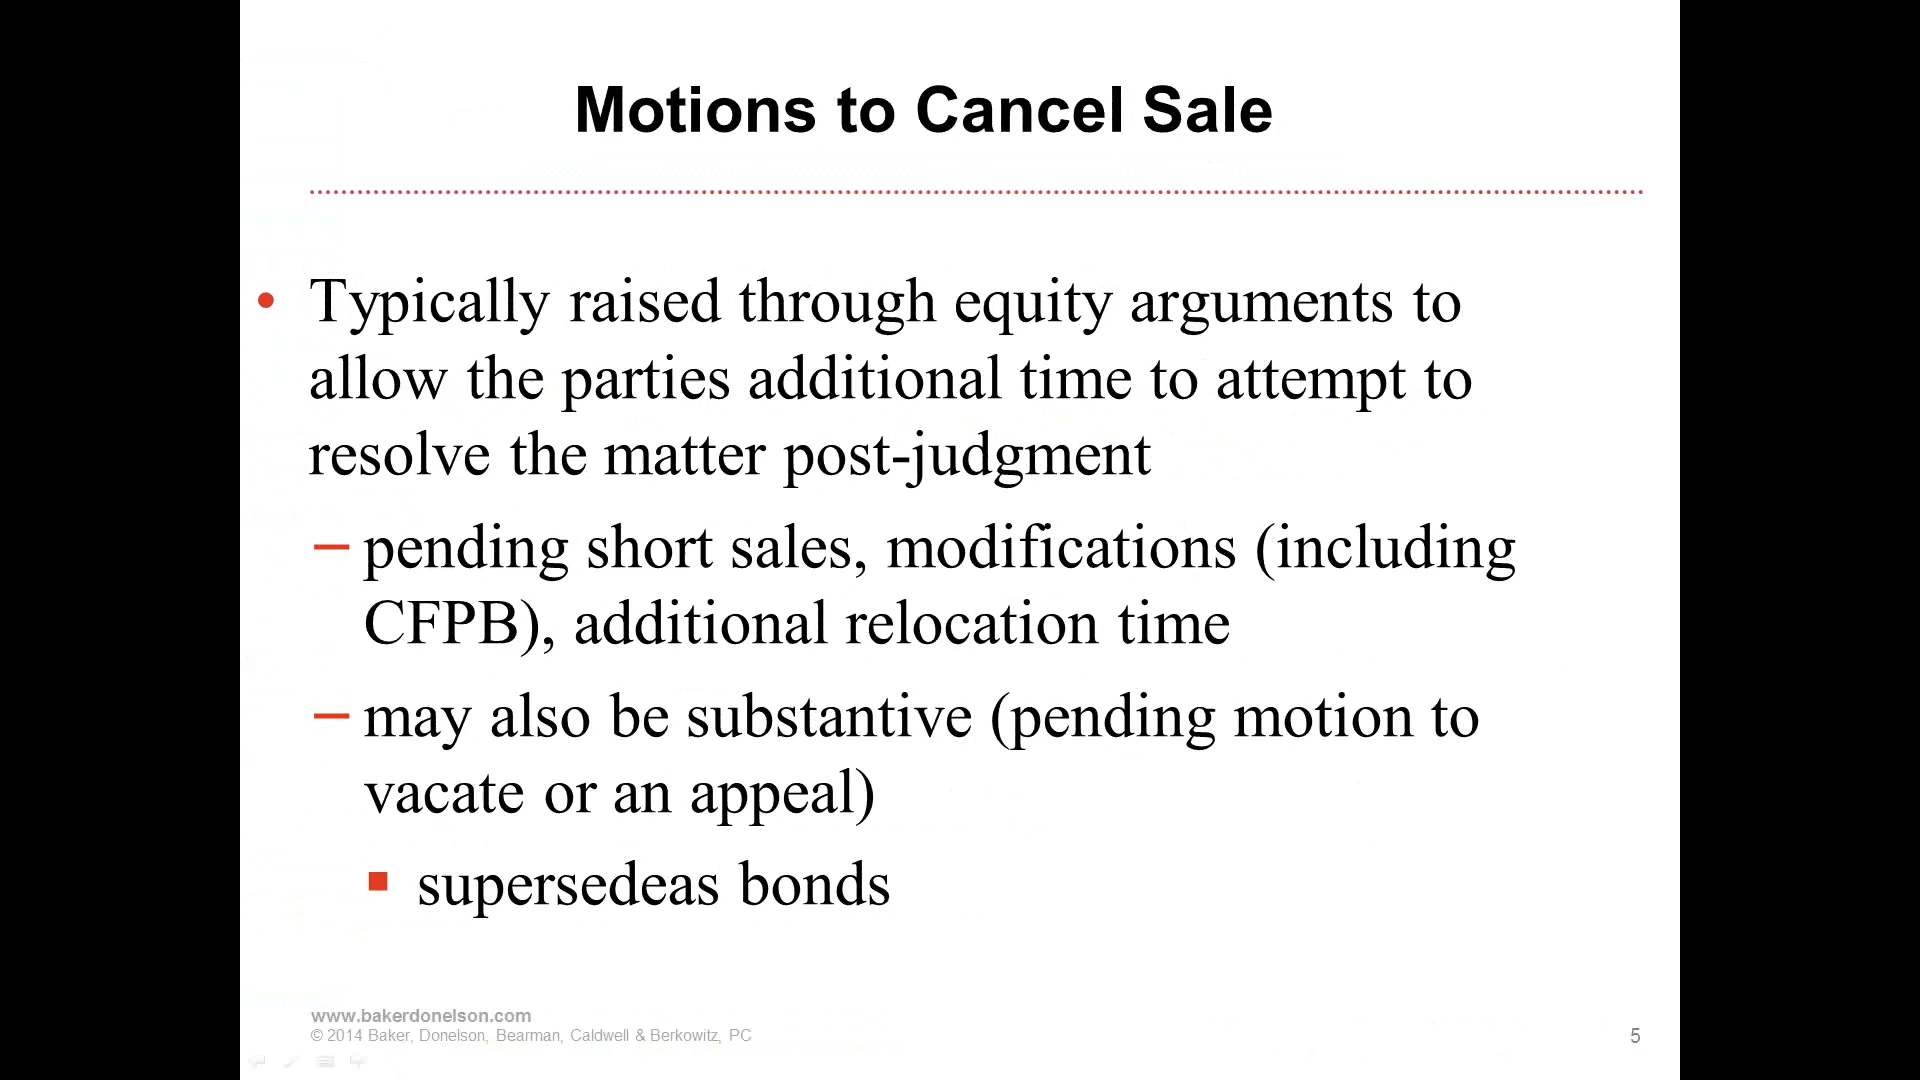 Motions to Cancel Sale
• Typically raised through equity arguments to
allow the parties additional time to attempt to
resolve the matter post-judgment
– pending short sales, modifications (including
CFPB), additional relocation time
– may also be substantive (pending motion to
vacate or an appeal)
▪ supersedeas bonds
www.bakerdonelson.com
© 2014 Baker, Donelson, Bearman, Caldwell & Berkowitz, PC
5